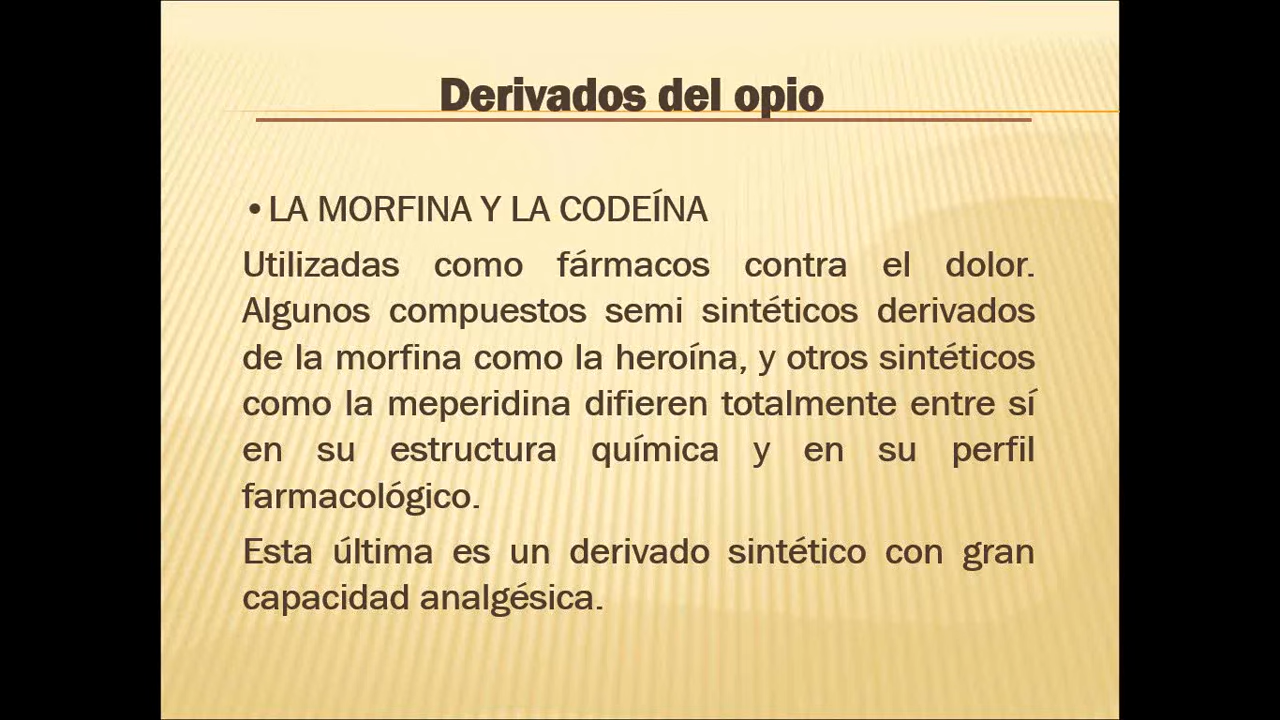 Derivados del opio
• LA MORFINA Y LA CODEÍNA
Utilizadas como fármacos contra el dolor.
Algunos compuestos semi sintéticos derivados
de la morfina como la heroína, y otros sintéticos
como la meperidina difieren totalmente entre sí
en su estructura química y en su perfil
farmacológico.
Esta última es un derivado sintético con gran
capacidad analgésica.